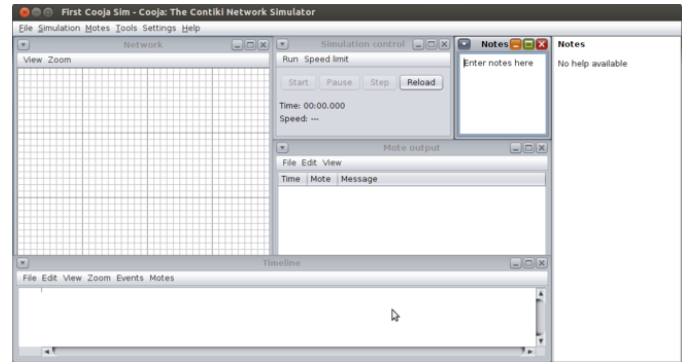 First Cooja Sim - Cooja: The Contiki Network Simulator
File Simulation Motes Tools Settings Help
Network
View Zoom
Simulation control
Run Speed limit
Start Pause Step Reload
Time: 00:00.000
Speed: ---
Notes
Enter notes here
Notes
No help available
Mote output
File Edit View
Time Mote Message
Timeline
File Edit View Zoom Events Motes